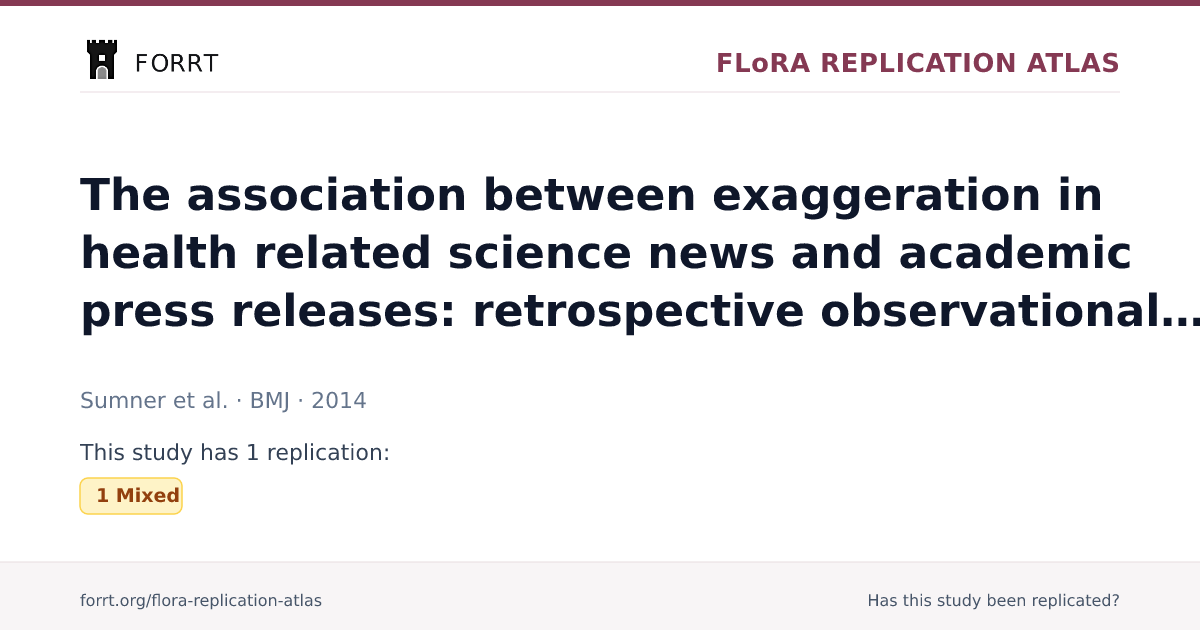 FORRT
FLoRA REPLICATION ATLAS
The association between exaggeration in
health related science news and academic
press releases: retrospective observational...
Sumner et al. · BMJ · 2014
This study has 1 replication:
1 Mixed
forrt.org/flora-replication-atlas
Has this study been replicated?